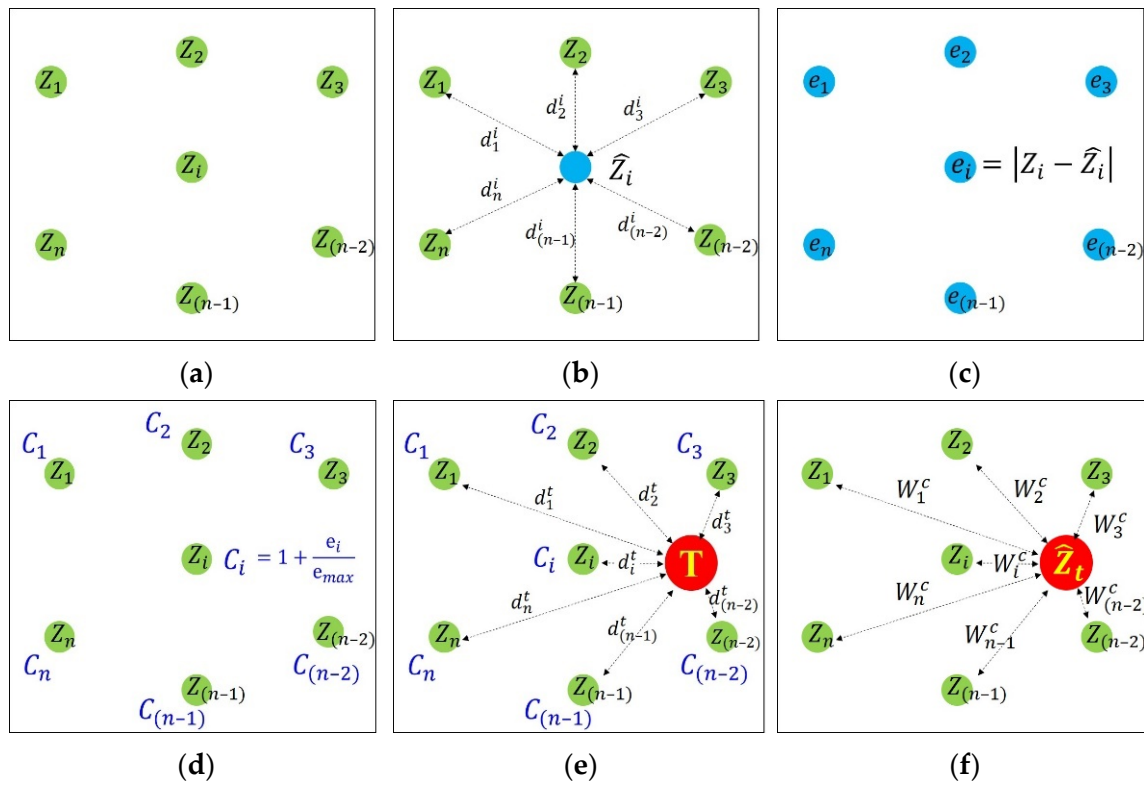 Z₂
Z₁
Z₃
Zᵢ
Zₙ
Z₍ₙ₋₂₎
Z₍ₙ₋₁₎
(a)
Z₂
Z₁
Z₃
d₂ⁱ
d₃ⁱ
d₁ⁱ
Ẑᵢ
dₙⁱ
d₍ₙ₋₁₎ⁱ
d₍ₙ₋₂₎ⁱ
Zₙ
Z₍ₙ₋₂₎
Z₍ₙ₋₁₎
(b)
e₂
e₁
e₃
eᵢ = |Zᵢ − Ẑᵢ|
eₙ
e₍ₙ₋₂₎
e₍ₙ₋₁₎
(c)
C₂
C₁
C₃
Z₂
Z₁
Z₃
Zᵢ Cᵢ = 1 + eᵢ/e_max
Zₙ
Z₍ₙ₋₂₎
Cₙ
C₍ₙ₋₂₎
Z₍ₙ₋₁₎
C₍ₙ₋₁₎
(d)
C₂
C₁
C₃
Z₂
Z₁
Z₃
d₁ᵗ
d₂ᵗ
d₃ᵗ
Cᵢ
Zᵢ
dᵢᵗ
T
dₙᵗ
d₍ₙ₋₂₎ᵗ
d₍ₙ₋₁₎ᵗ
Zₙ
Z₍ₙ₋₂₎
Cₙ
C₍ₙ₋₂₎
Z₍ₙ₋₁₎
C₍ₙ₋₁₎
(e)
Z₂
Z₁
Z₃
W₁ᶜ
W₂ᶜ
W₃ᶜ
Zᵢ
Wᵢᶜ
Ẑₜ
Wₙᶜ
W₍ₙ₋₂₎ᶜ
Wₙ₋₁ᶜ
Zₙ
Z₍ₙ₋₂₎
Z₍ₙ₋₁₎
(f)